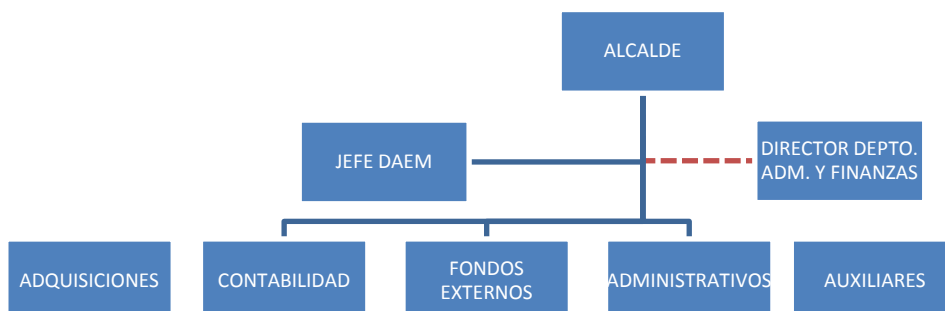 ALCALDE
JEFE DAEM
DIRECTOR DEPTO.
ADM. Y FINANZAS
ADQUISICIONES
CONTABILIDAD
FONDOS
EXTERNOS
ADMINISTRATIVOS
AUXILIARES